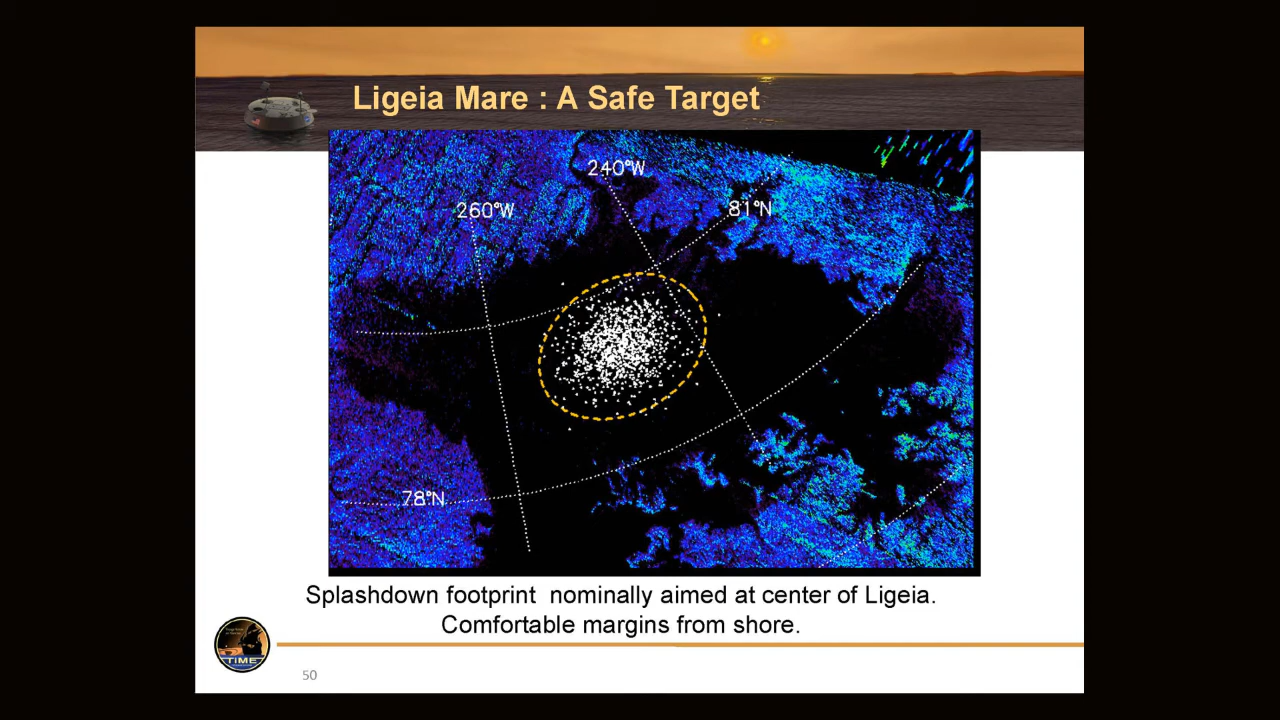 Ligeia Mare : A Safe Target
240°W
260°W
81°N
78°N
Splashdown footprint nominally aimed at center of Ligeia.
Comfortable margins from shore.
TIME
50